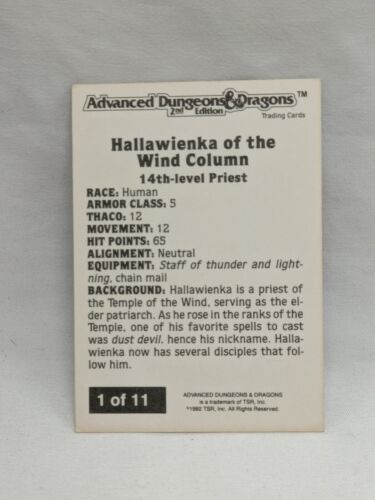 Advanced Dungeons & Dragons™
2nd Edition
Trading Cards
Hallawienka of the
Wind Column
14th-level Priest
RACE: Human
ARMOR CLASS: 5
THACO: 12
MOVEMENT: 12
HIT POINTS: 65
ALIGNMENT: Neutral
EQUIPMENT: Staff of thunder and light-
ning, chain mail
BACKGROUND: Hallawienka is a priest of
the Temple of the Wind, serving as the el-
der patriarch. As he rose in the ranks of the
Temple, one of his favorite spells to cast
was dust devil, hence his nickname. Halla-
wienka now has several disciples that fol-
low him.
1 of 11
ADVANCED DUNGEONS & DRAGONS
is a trademark of TSR, Inc.
©1992 TSR, Inc. All Rights Reserved.